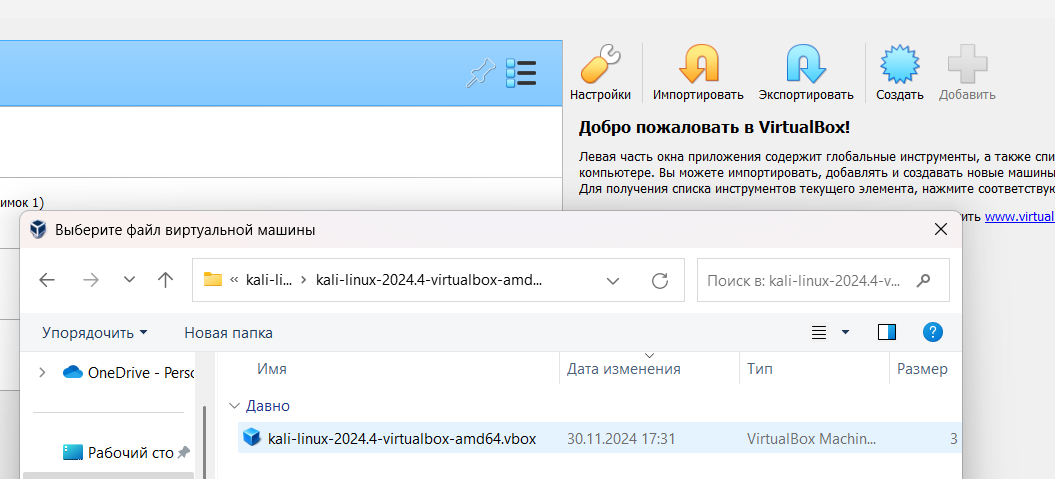 Настройки Импортировать Экспортировать Создать Добавить
Добро пожаловать в VirtualBox!
Левая часть окна приложения содержит глобальные инструменты, а также спи
компьютере. Вы можете импортировать, добавлять и создавать новые машины
Для получения списка инструментов текущего элемента, нажмите соответствую
имок 1)
ить www.virtual
Выберите файл виртуальной машины
« kali-li... › kali-linux-2024.4-virtualbox-amd...
Поиск в: kali-linux-2024.4-v...
Упорядочить Новая папка
Имя Дата изменения Тип Размер
OneDrive - Perso
Давно
kali-linux-2024.4-virtualbox-amd64.vbox 30.11.2024 17:31 VirtualBox Machin... 3
Рабочий сто